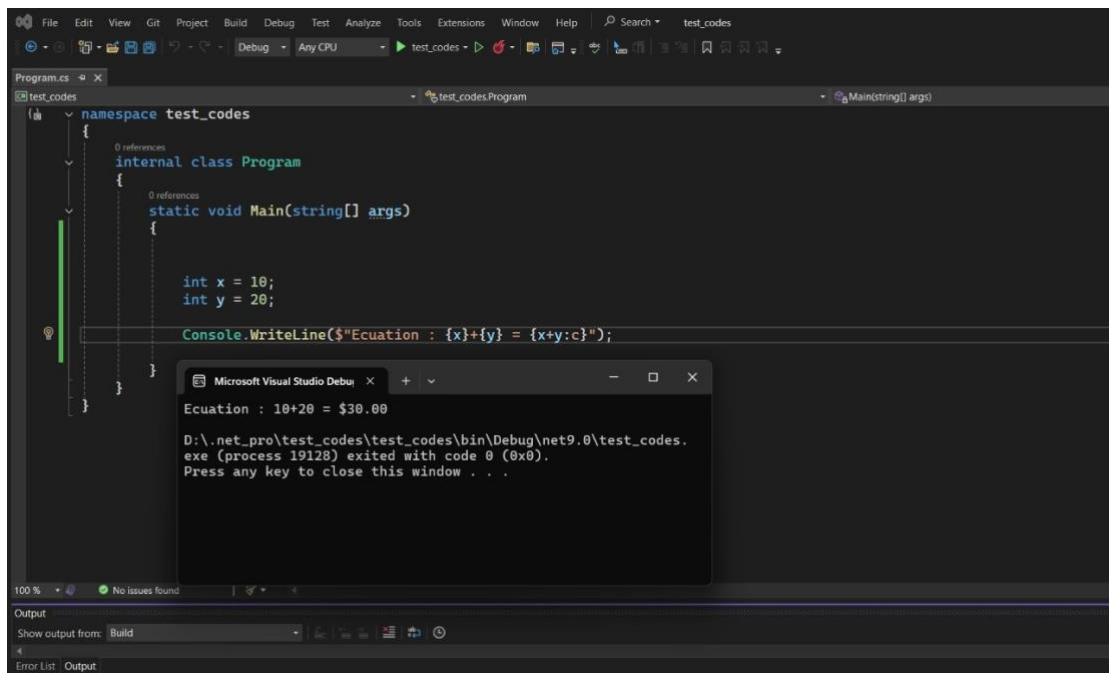 File Edit View Git Project Build Debug Test Analyze Tools Extensions Window Help Search test_codes
Debug Any CPU test_codes
Program.cs
test_codes test_codes.Program Main(string[] args)
namespace test_codes
{
0 references
internal class Program
{
0 references
static void Main(string[] args)
{
int x = 10;
int y = 20;
Console.WriteLine($"Ecuation : {x}+{y} = {x+y:c}");
}
}
}
Microsoft Visual Studio Debu
Ecuation : 10+20 = $30.00
D:\.net_pro\test_codes\test_codes\bin\Debug\net9.0\test_codes.
exe (process 19128) exited with code 0 (0x0).
Press any key to close this window . . .
100 % No issues found
Output
Show output from: Build
Error List Output